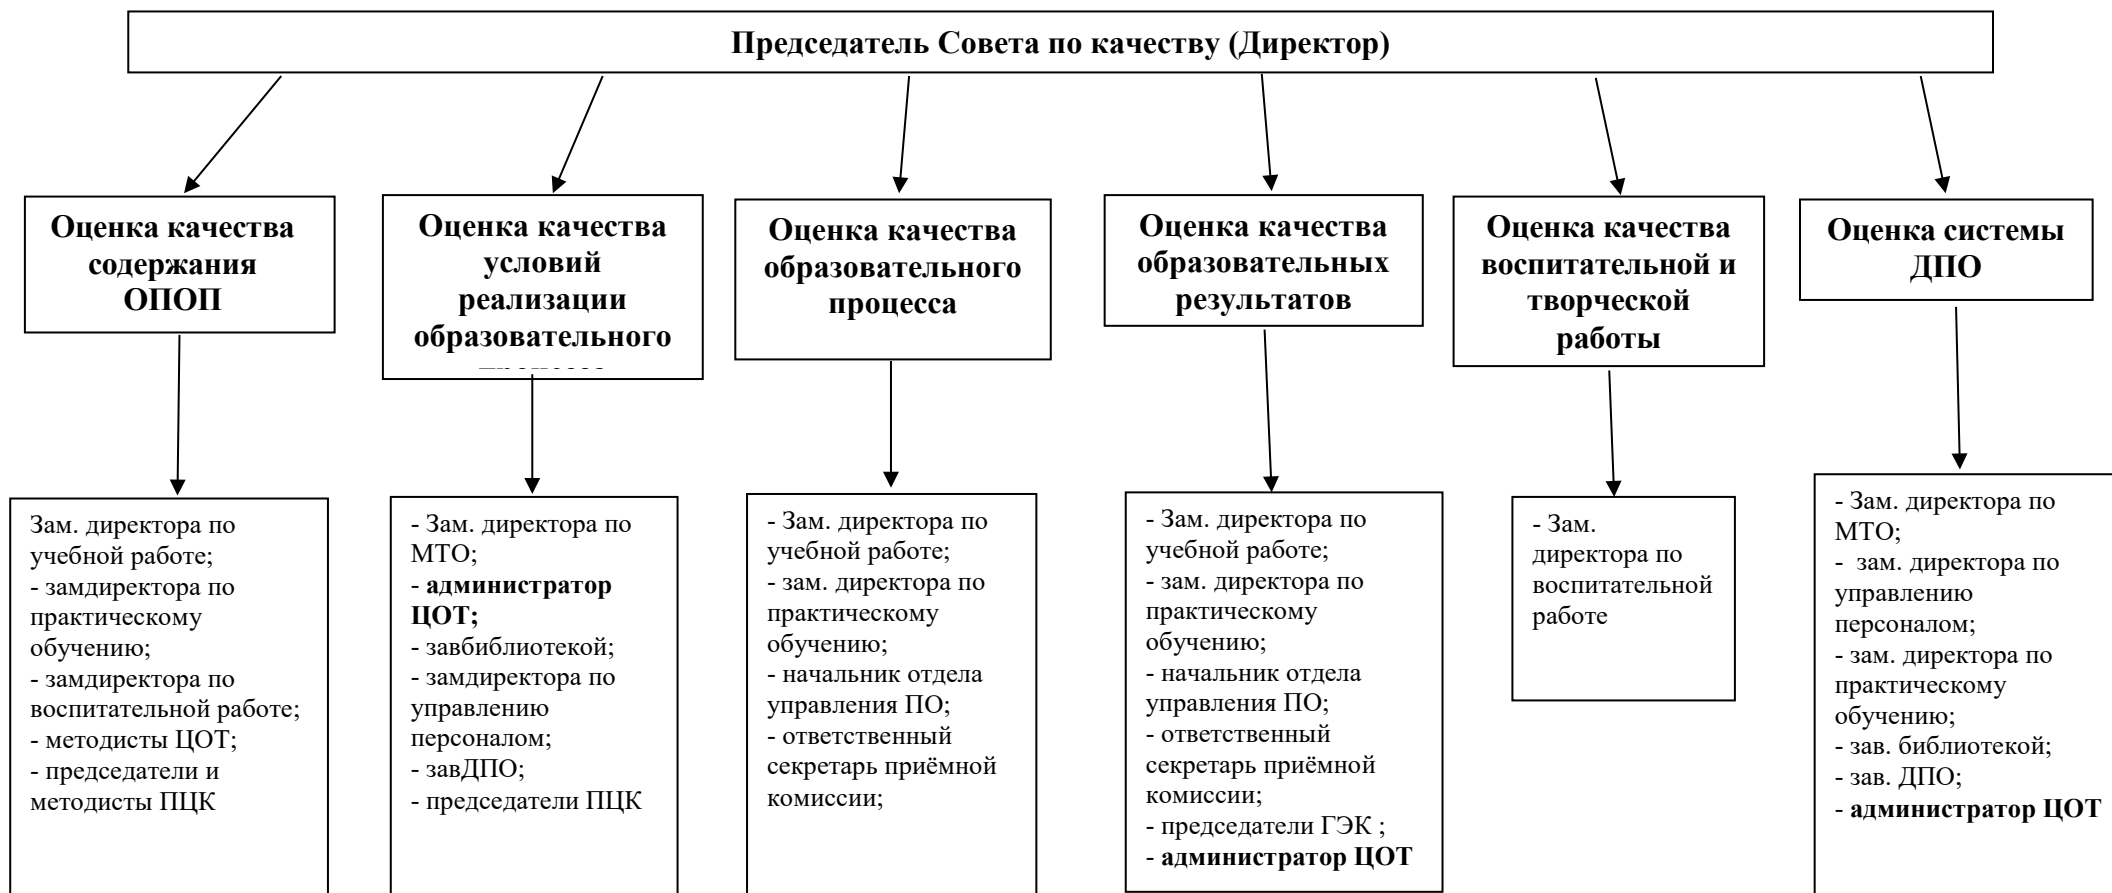 Председатель Совета по качеству (Директор)
Оценка качества
содержания
ОПОП
Оценка качества
условий
реализации
образовательного
Оценка качества
образовательного
процесса
Оценка качества
образовательных
результатов
Оценка качества
воспитательной и
творческой
работы
Оценка системы
ДПО
Зам. директора по
учебной работе;
- замдиректора по
практическому
обучению;
- замдиректора по
воспитательной работе;
- методисты ЦОТ;
- председатели и
методисты ПЦК
- Зам. директора по
МТО;
- администратор
ЦОТ;
- завбиблиотекой;
- замдиректора по
управлению
персоналом;
- завДПО;
- председатели ПЦК
- Зам. директора по
учебной работе;
- зам. директора по
практическому
обучению;
- начальник отдела
управления ПО;
- ответственный
секретарь приёмной
комиссии;
- Зам. директора по
учебной работе;
- зам. директора по
практическому
обучению;
- начальник отдела
управления ПО;
- ответственный
секретарь приёмной
комиссии;
- председатели ГЭК ;
- администратор ЦОТ
- Зам.
директора по
воспитательной
работе
- Зам. директора по
МТО;
- зам. директора по
управлению
персоналом;
- зам. директора по
практическому
обучению;
- зав. библиотекой;
- зав. ДПО;
- администратор ЦОТ